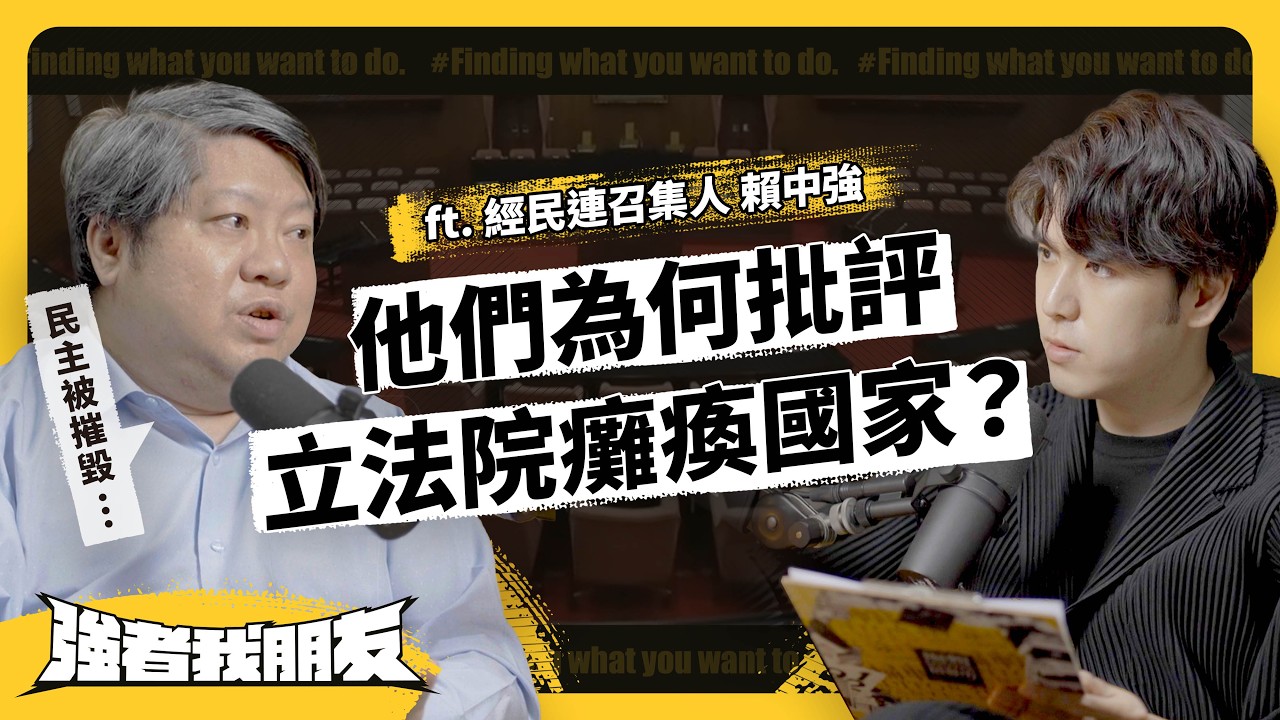 #Finding what you want to do. #Finding what you want to do. #Finding what you want to do
ft. 經民連召集人 賴中強
他們為何批評
立法院癱瘓國家？
民主被摧毀…
強者我朋友
what you want to